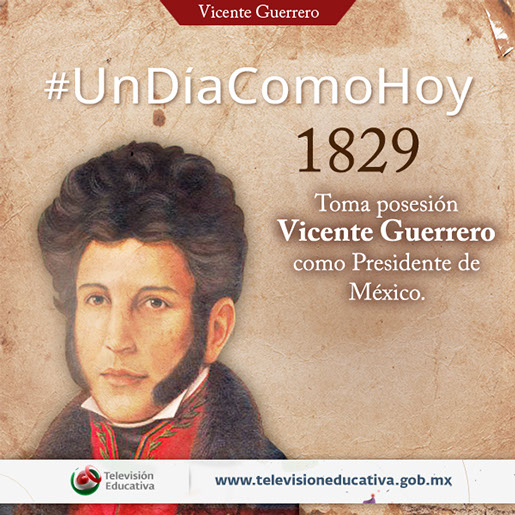 Vicente Guerrero
#UnDíaComoHoy
1829
Toma posesión
Vicente Guerrero
como Presidente de
México.
Televisión
Educativa
www.televisioneducativa.gob.mx